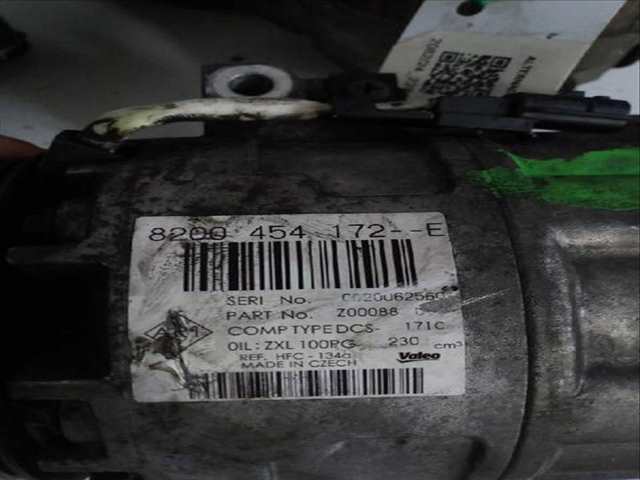 8200 454 172--E
SERI No.
PART No. Z00088
COMP TYPE DCS- 171C
OIL: ZXL 100PG 230 cm³
REF. HFC-134a Valeo
MADE IN CZECH